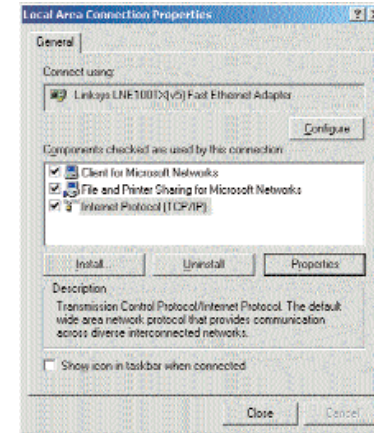 Local Area Connection Properties
General
Connect using:
Linksys LNE100TX(v5) Fast Ethernet Adapter
Configure
Components checked are used by this connection:
Client for Microsoft Networks
File and Printer Sharing for Microsoft Networks
Internet Protocol (TCP/IP)
Install...
Uninstall
Properties
Description
Transmission Control Protocol/Internet Protocol. The default
wide area network protocol that provides communication
across diverse interconnected networks.
Show icon in taskbar when connected
Close
Cancel